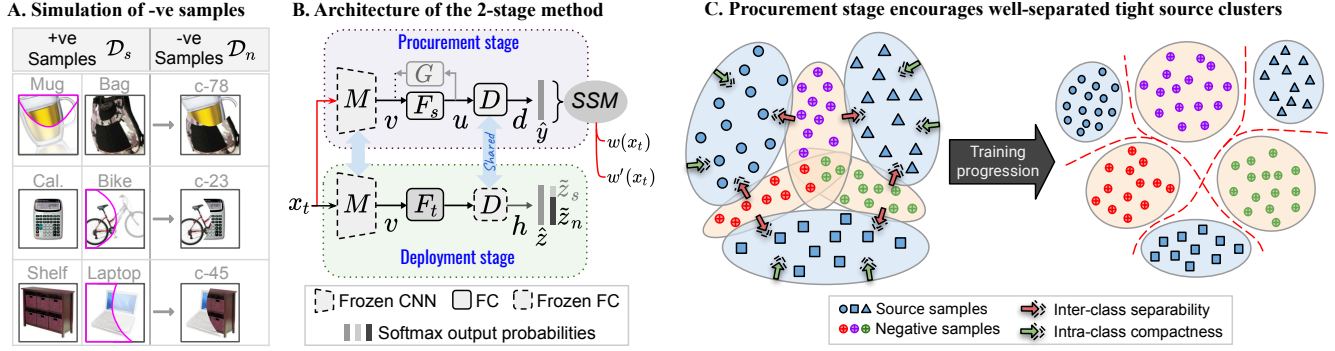 A. Simulation of -ve samples
+ve Samples 𝒟s
-ve Samples 𝒟n
Mug
Bag
c-78
Cal.
Bike
c-23
Shelf
Laptop
c-45
B. Architecture of the 2-stage method
Procurement stage
G
M
v
Fs
u
D
d
ŷ
SSM
w(xt)
w′(xt)
Shared
xt
M
v
Ft
D
h
ẑ
z̃s
z̃n
Deployment stage
Frozen CNN
FC
Frozen FC
Softmax output probabilities
C. Procurement stage encourages well-separated tight source clusters
Training
progression
Source samples
Inter-class separability
Negative samples
Intra-class compactness